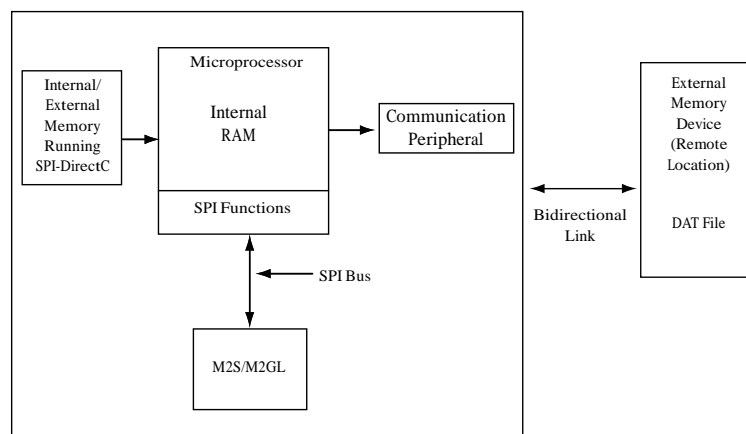 Microprocessor
Internal/
External
Memory
Running
SPI-DirectC
Internal
RAM
SPI Functions
Communication
Peripheral
SPI Bus
M2S/M2GL
Bidirectional
Link
External
Memory
Device
(Remote
Location)
DAT File